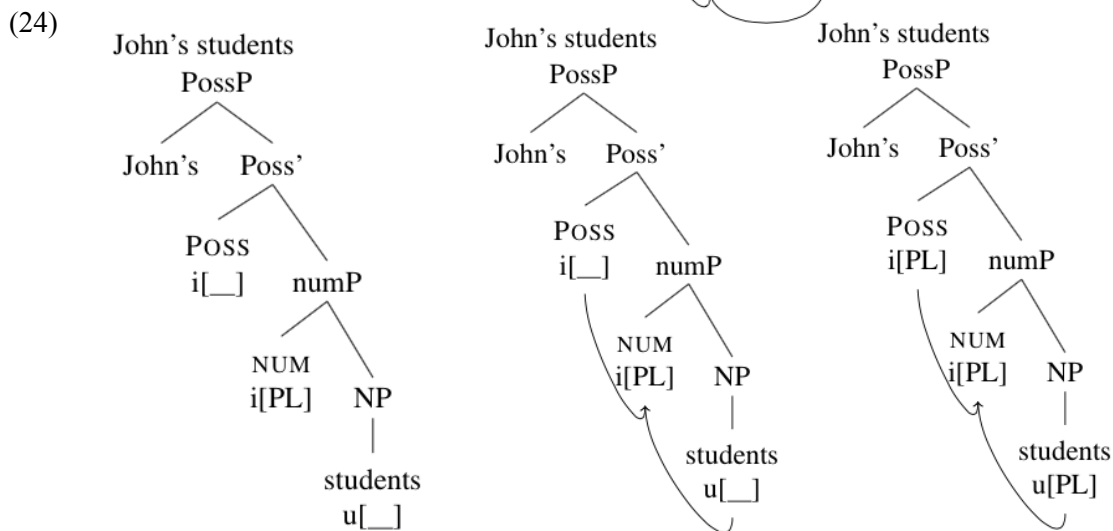 (24)
John's students
PossP
John's Poss'
POSS
i[__] numP
NUM
i[PL] NP
students
u[__]
John's students
PossP
John's Poss'
POSS
i[__] numP
NUM
i[PL] NP
students
u[__]
John's students
PossP
John's Poss'
POSS
i[PL] numP
NUM
i[PL] NP
students
u[PL]